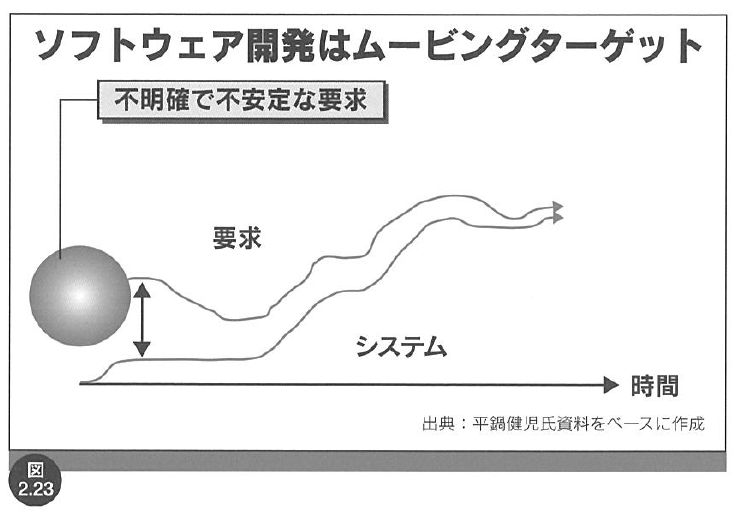 ソフトウェア開発はムービングターゲット
不明確で不安定な要求
要求
システム
時間
出典：平鍋健児氏資料をベースに作成
図
2.23